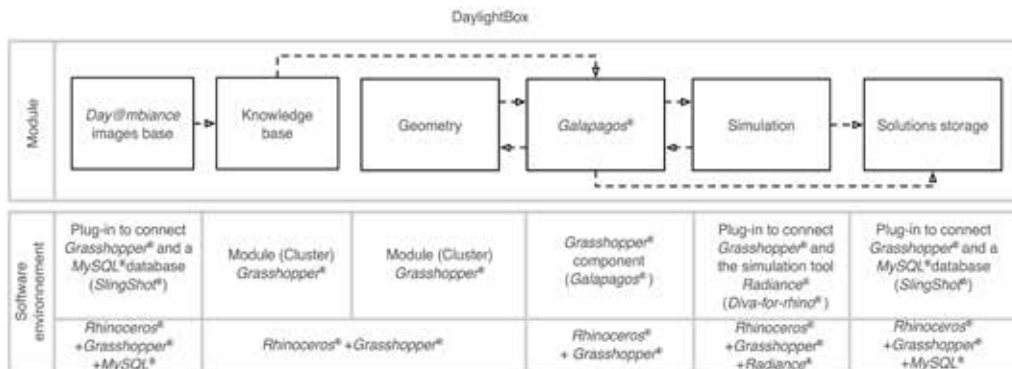 DaylightBox
Module
Day@mbiance
images base
Knowledge
base
Geometry
Galapagos®
Simulation
Solutions storage
Software
environnement
Plug-in to connect
Grasshopper® and a
MySQL® database
(SlingShot®)
Module (Cluster)
Grasshopper®
Module (Cluster)
Grasshopper®
Grasshopper®
component
(Galapagos®)
Plug-in to connect
Grasshopper® and
the simulation tool
Radiance®
(Diva-for-rhino®)
Plug-in to connect
Grasshopper® and a
MySQL® database
(SlingShot®)
Rhinoceros®
+Grasshopper®
+MySQL®
Rhinoceros® +Grasshopper®
Rhinoceros®
+ Grasshopper®
Rhinoceros®
+Grasshopper®
+Radiance®
Rhinoceros®
+Grasshopper®
+MySQL®